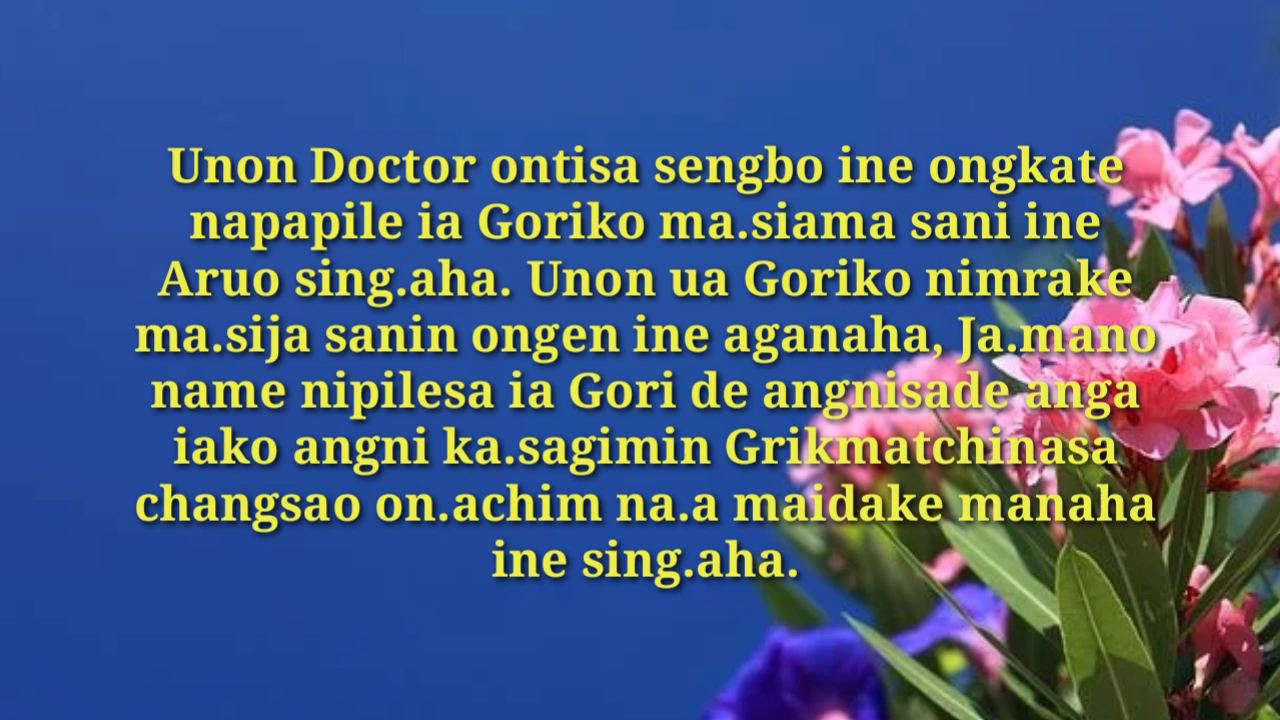 Unon Doctor ontisa sengbo ine ongkate
napapile ia Goriko ma.siama sani ine
Aruo sing.aha. Unon ua Goriko nimrake
ma.sija sanin ongen ine aganaha, Ja.mano
name nipilesa ia Gori de angnisade anga
iako angni ka.sagimin Grikmatchinasa
changsao on.achim na.a maidake manaha
ine sing.aha.